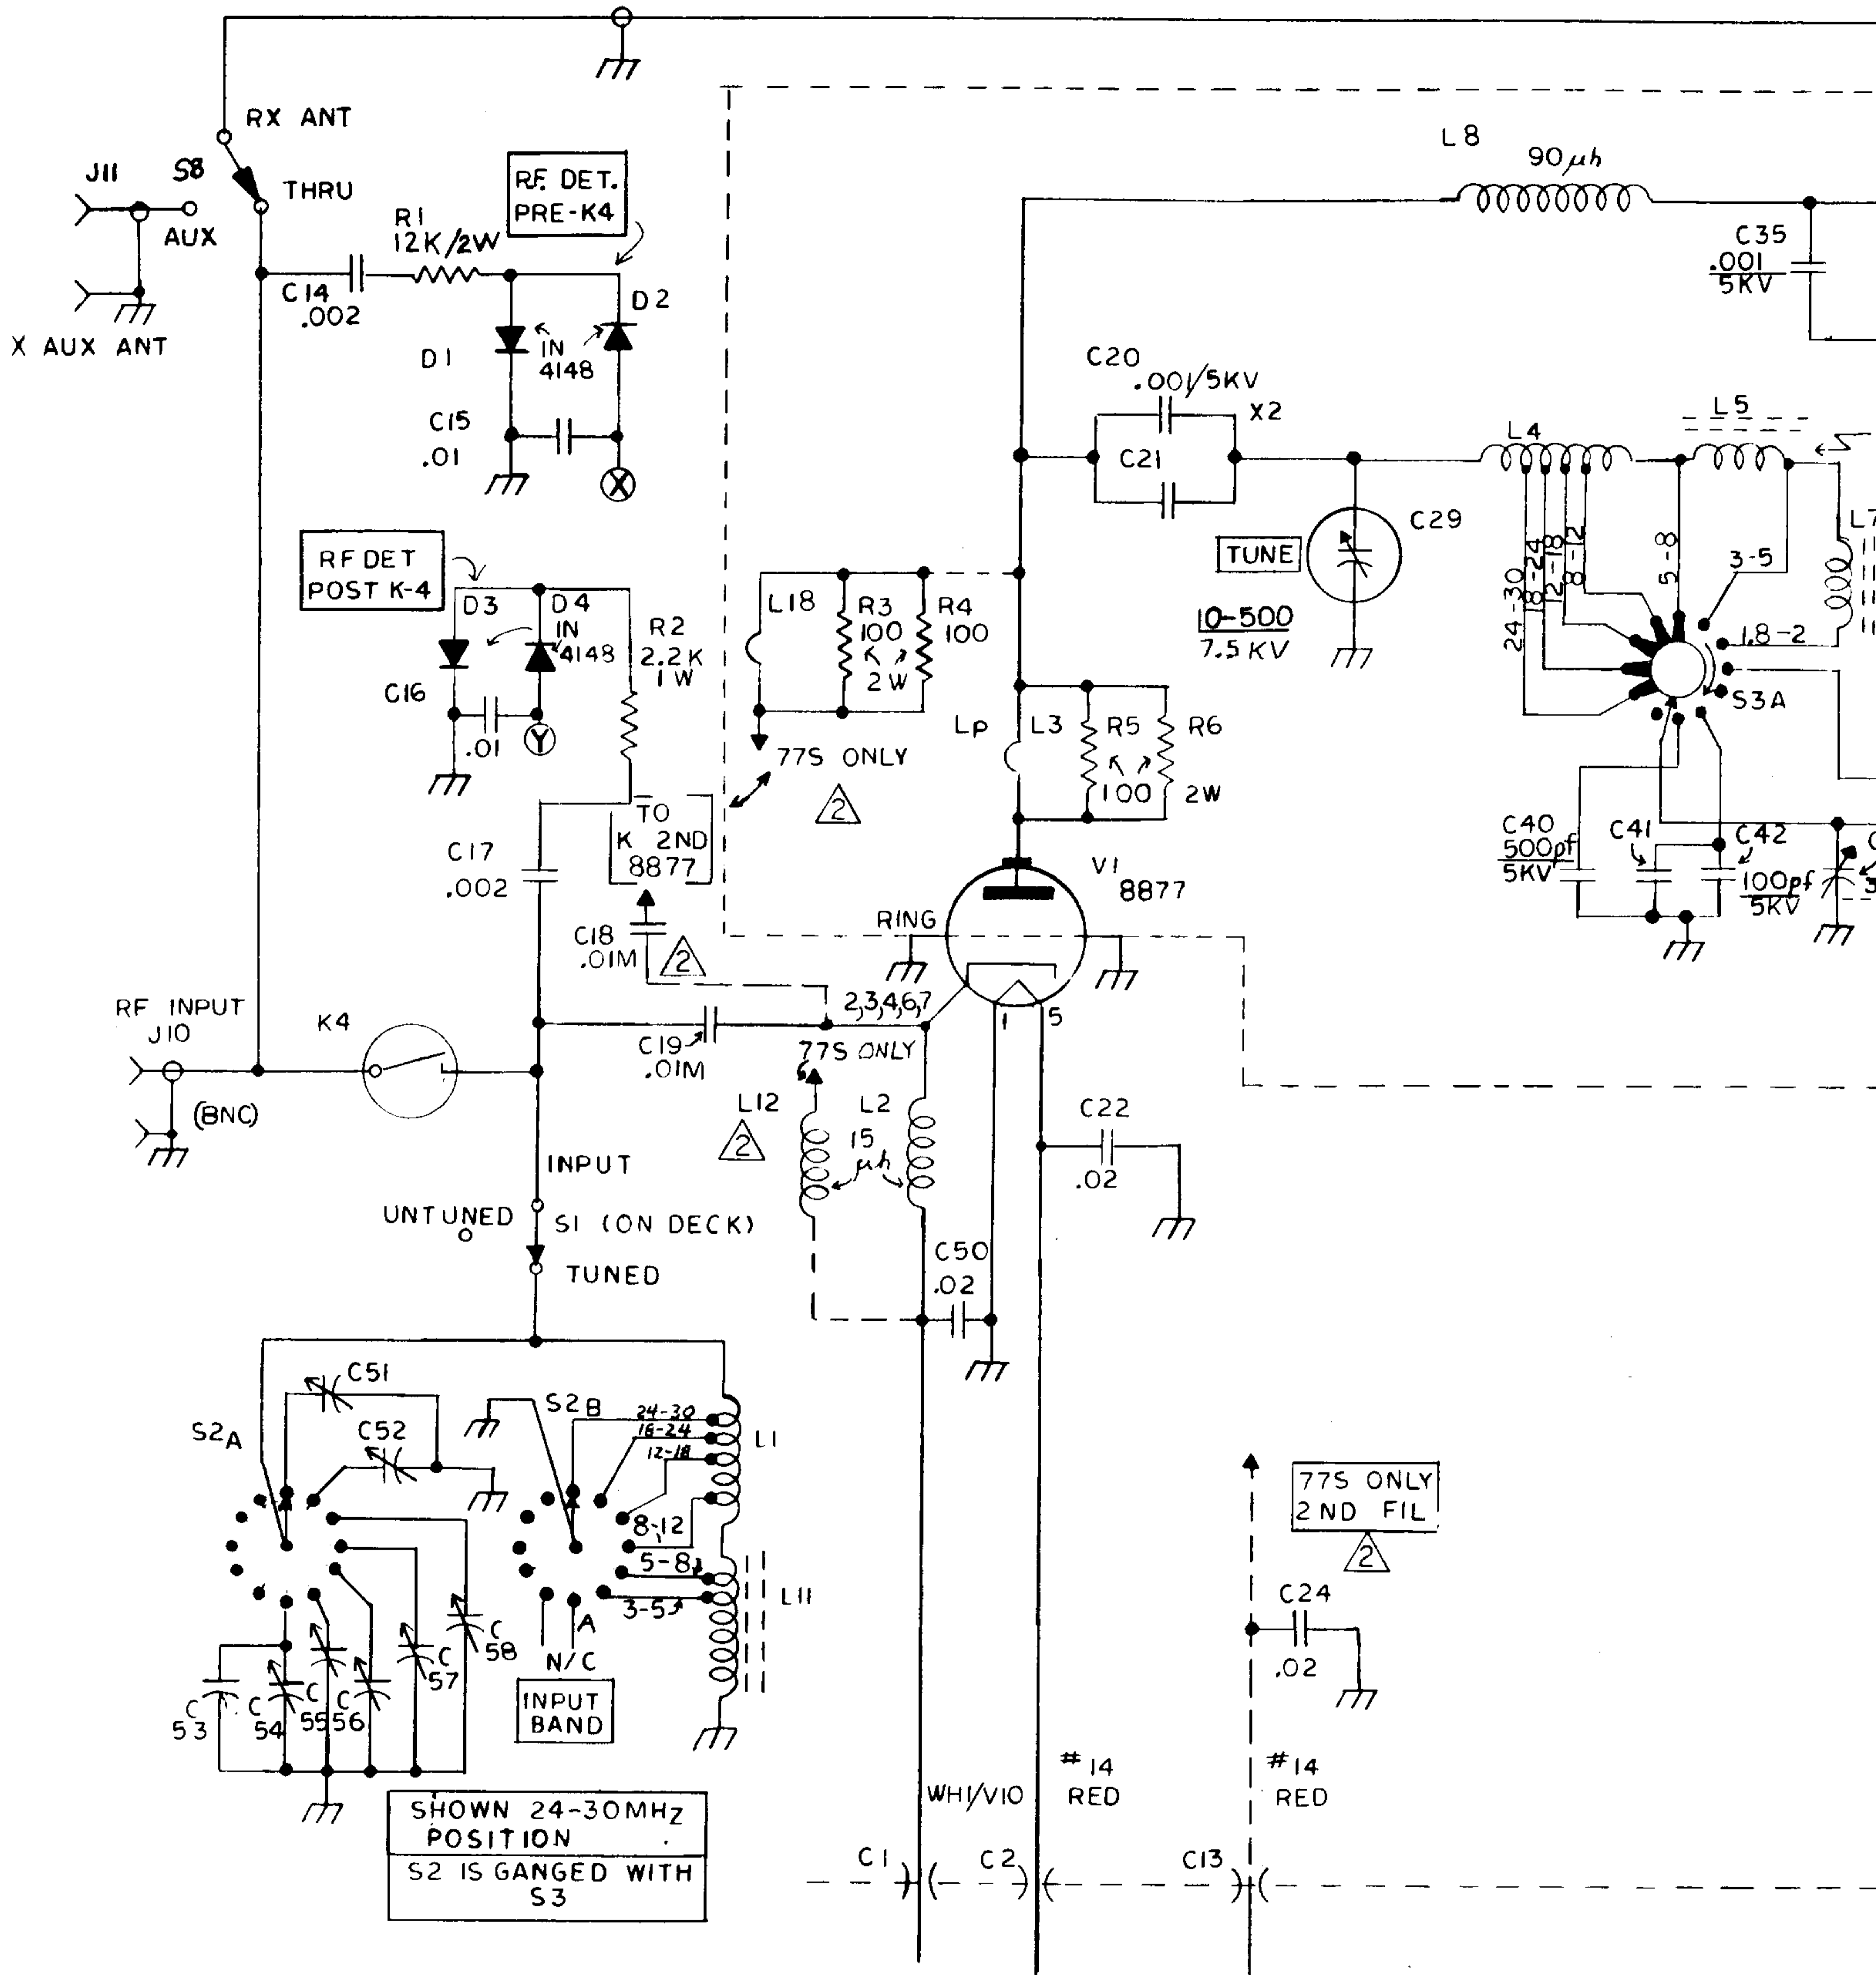 RX ANT
J11
S8
THRU
AUX
X AUX ANT
R1
12K/2W
RF. DET.
PRE-K4
C14
.002
D1
D2
IN
4148
C15
.01
X
L8
90µh
C35
.001
5KV
C20
.001/5KV
X2
C21
L4
L5
TUNE
C29
10-500
7.5 KV
24-30
18-24
12-18
8-12
5-8
3-5
1.8-2
L7
S3A
RF DET
POST K-4
D3
D4
IN
4148
R2
2.2K
1W
C16
.01
Y
L18
R3
100
R4
100
2W
77S ONLY
2
LP
L3
R5
R6
100
2W
TO
K 2ND
8877
C17
.002
C18
.01M
2
V1
8877
RING
C40
500pf
5KV
C41
C42
100pf
5KV
RF INPUT
J10
K4
(BNC)
C19
.01M
2,3,4,6,7
1
5
77S ONLY
L12
2
L2
15
µh
C22
.02
INPUT
UNTUNED
S1 (ON DECK)
TUNED
C50
.02
C51
C52
S2A
S2B
24-30
18-24
12-18
8-12
5-8
3-5
L1
L11
A
N/C
INPUT
BAND
C
53
C
54
C
55
C
56
C
57
C
58
77S ONLY
2ND FIL
2
C24
.02
WHI/VIO
#14
RED
#14
RED
SHOWN 24-30MHz
POSITION
S2 IS GANGED WITH
S3
C1
C2
C13